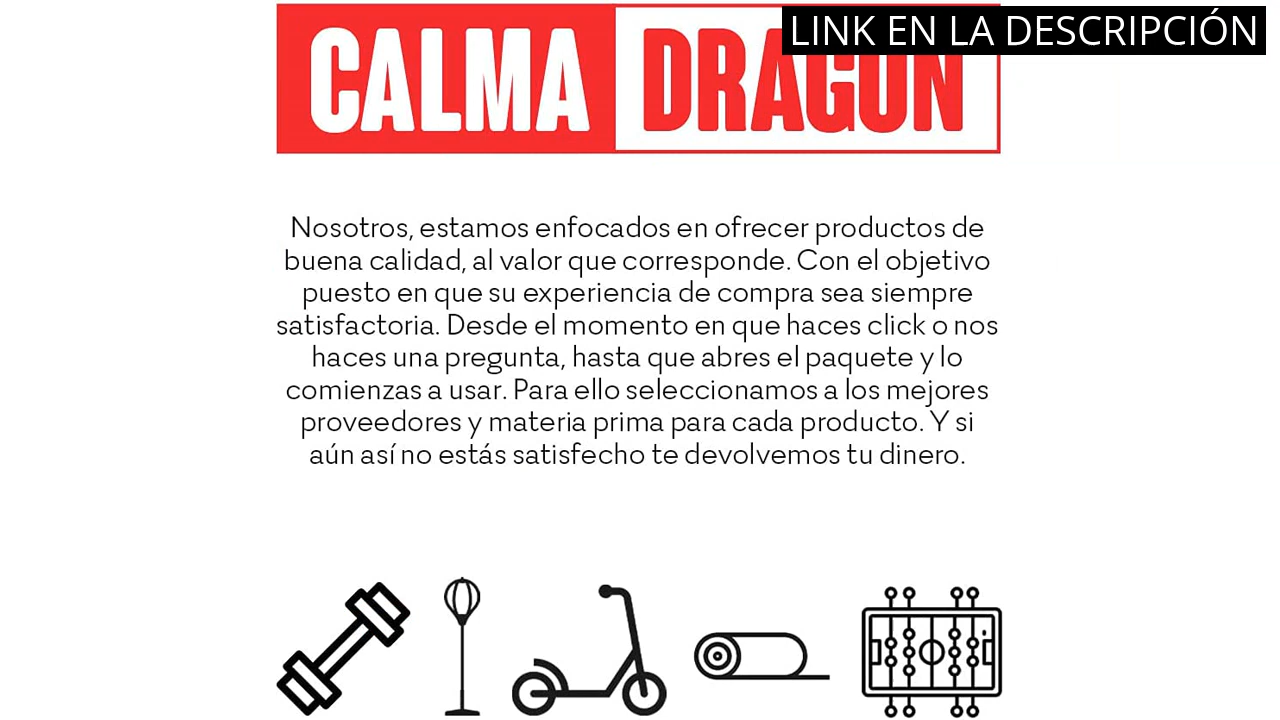 LINK EN LA DESCRIPCIÓN
CALMA DRAGON
Nosotros, estamos enfocados en ofrecer productos de
buena calidad, al valor que corresponde. Con el objetivo
puesto en que su experiencia de compra sea siempre
satisfactoria. Desde el momento en que haces click o nos
haces una pregunta, hasta que abres el paquete y lo
comienzas a usar. Para ello seleccionamos a los mejores
proveedores y materia prima para cada producto. Y si
aún así no estás satisfecho te devolvemos tu dinero.